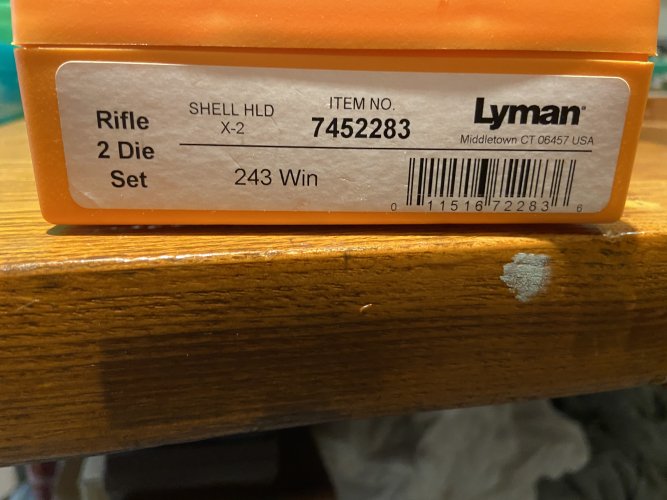 Rifle
2 Die
Set
SHELL HLD
X-2
ITEM NO.
7452283
Lyman®
Middletown CT 06457 USA
243 Win
0 11516 72283 6